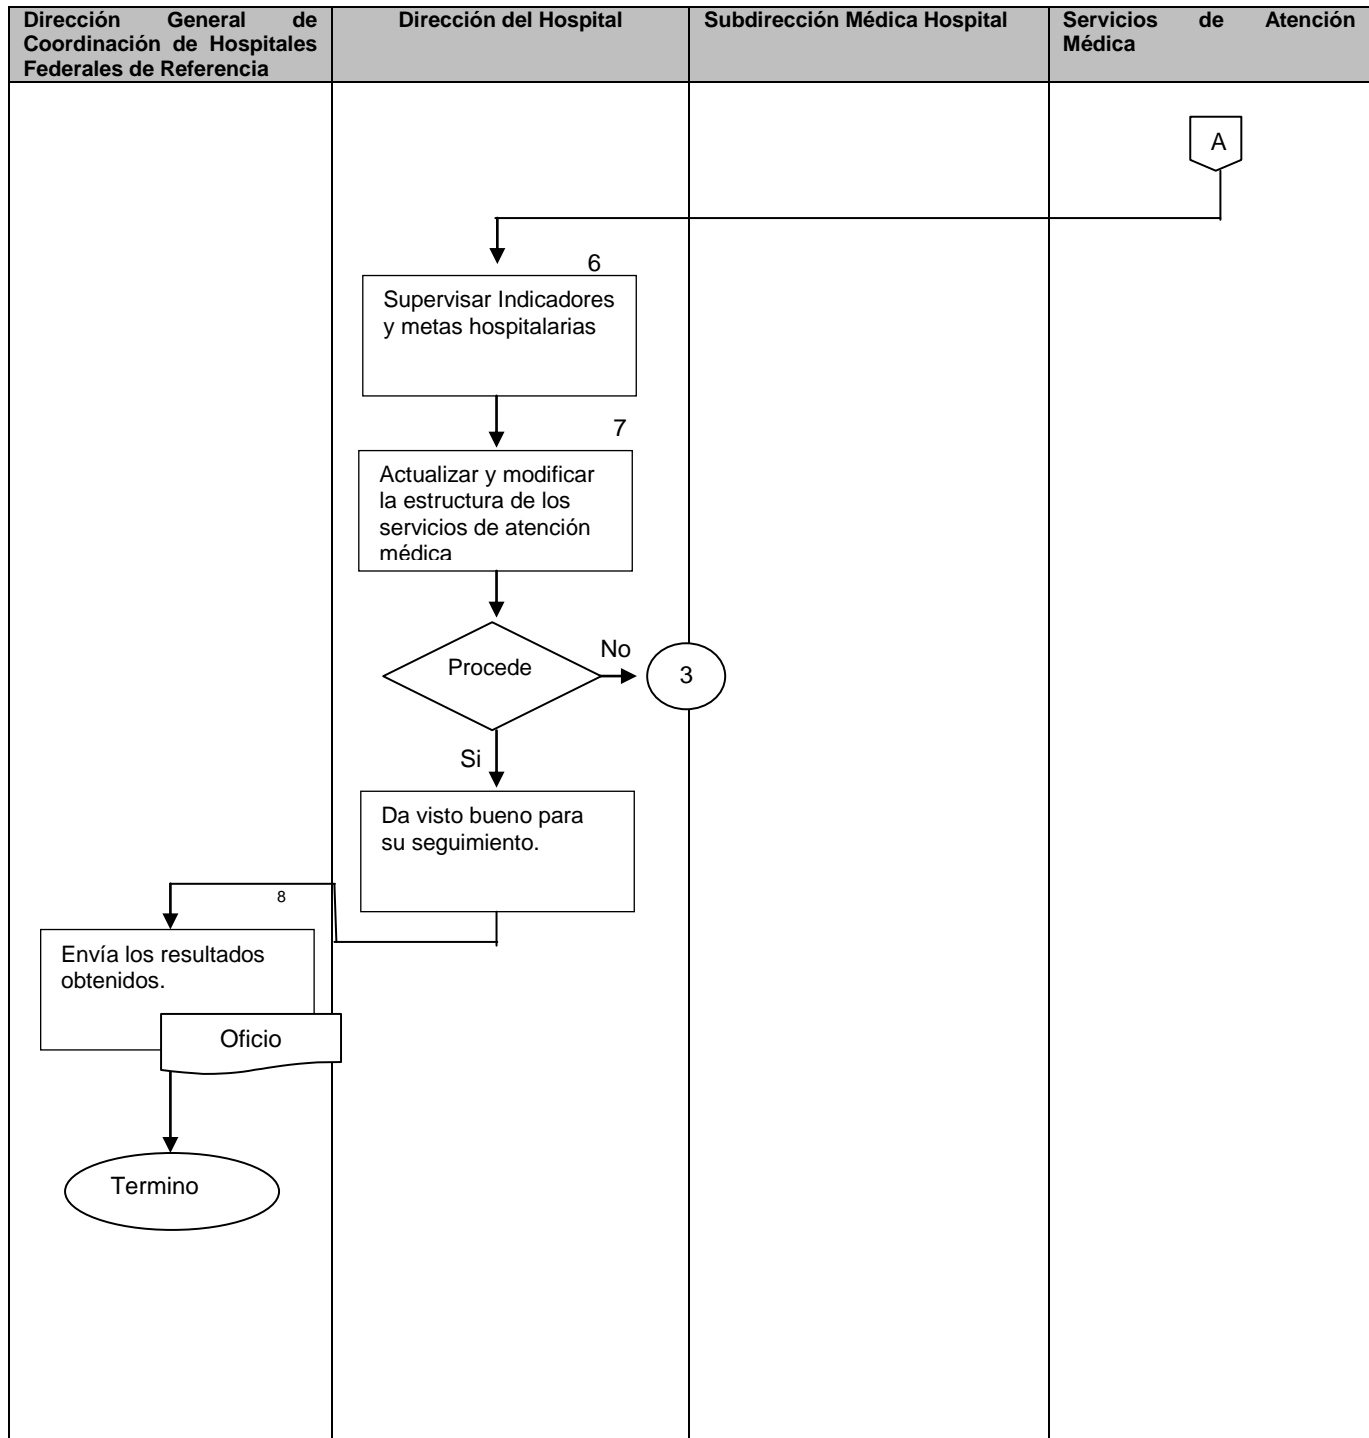 Dirección General de
Coordinación de Hospitales
Federales de Referencia
Dirección del Hospital
Subdirección Médica Hospital
Servicios de Atención
Médica
A
6
Supervisar Indicadores
y metas hospitalarias
7
Actualizar y modificar
la estructura de los
servicios de atención
médica
Procede
No
3
Si
Da visto bueno para
su seguimiento.
8
Envía los resultados
obtenidos.
Oficio
Termino